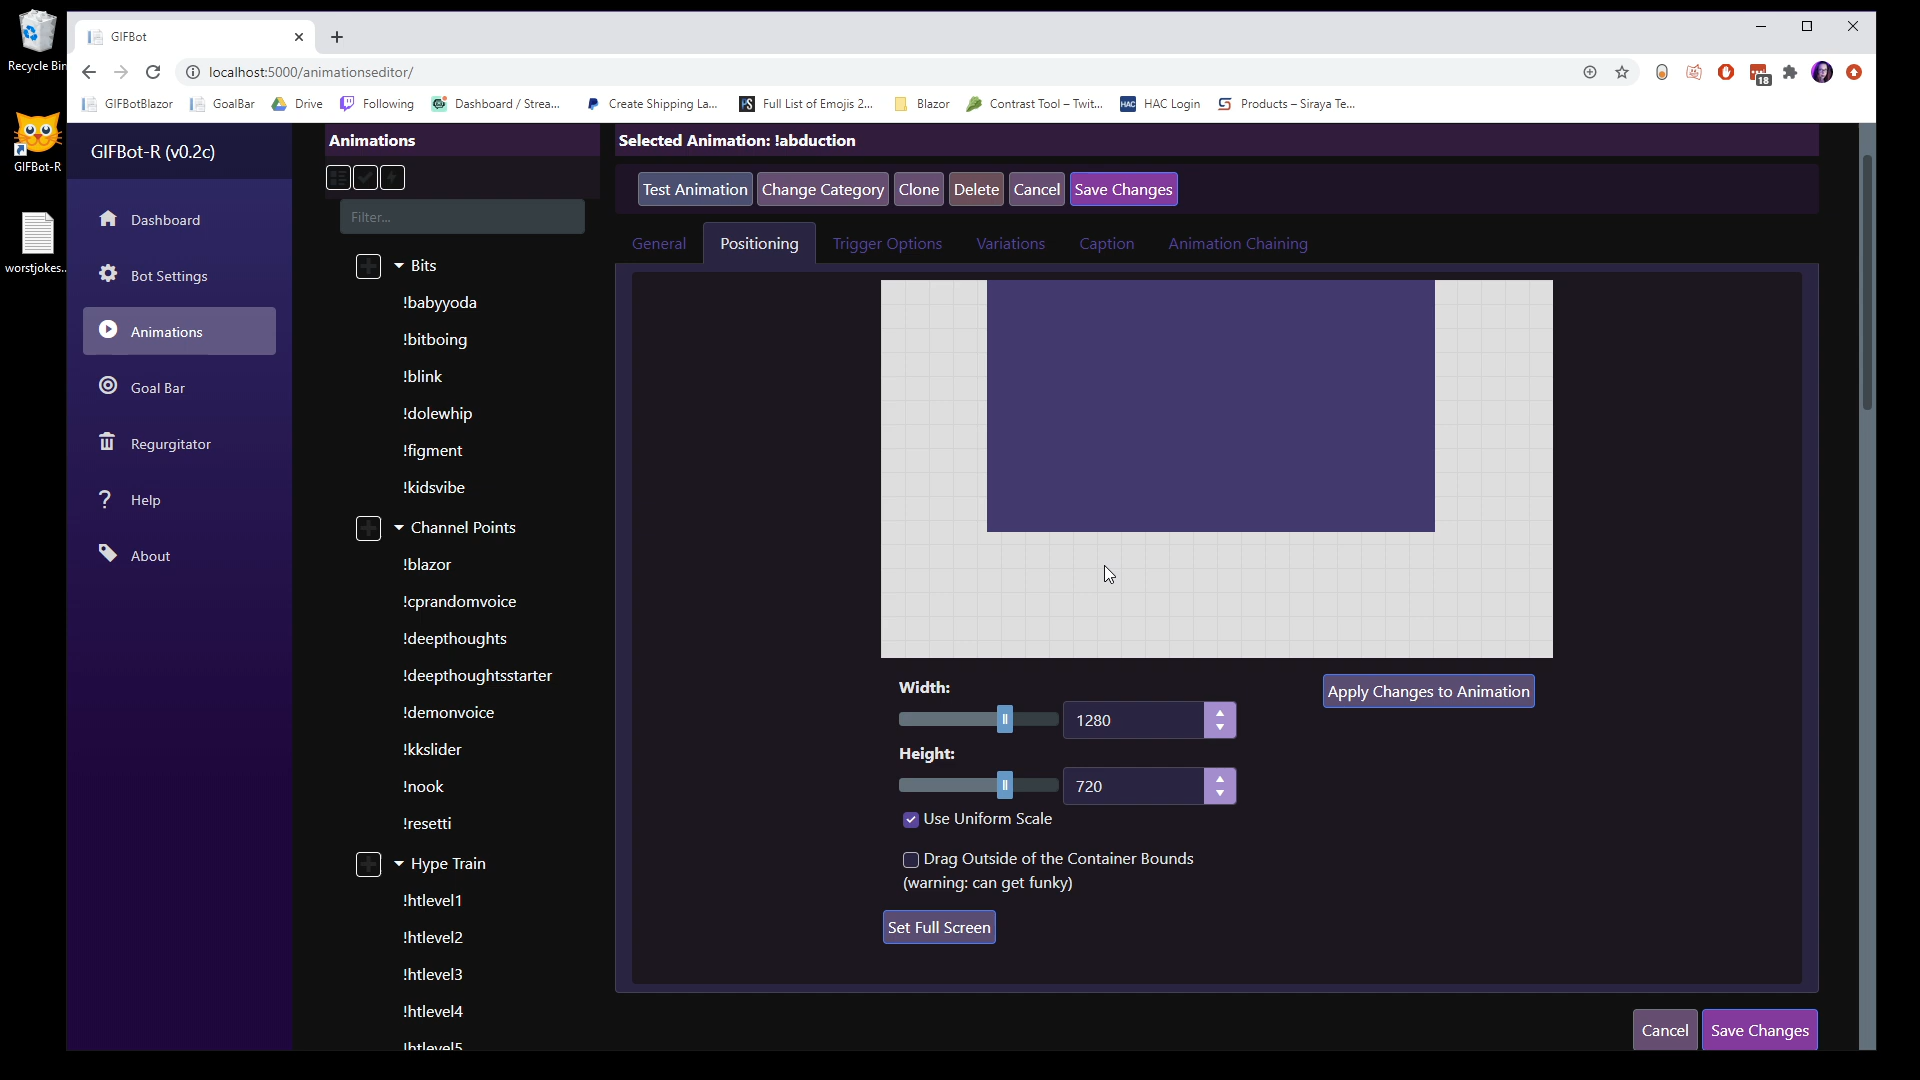 Recycle Bin
GIFBot-R
worstjokes...
GIFBot
localhost:5000/animationseditor/
18
GIFBotBlazor
GoalBar
Drive
Following
Dashboard / Strea...
Create Shipping La...
Full List of Emojis 2...
Blazor
Contrast Tool – Twit...
HAC
HAC Login
Products – Siraya Te...
GIFBot-R (v0.2c)
Dashboard
Bot Settings
Animations
Goal Bar
Regurgitator
Help
About
Animations
Filter...
Bits
!babyyoda
!bitboing
!blink
!dolewhip
!figment
!kidsvibe
Channel Points
!blazor
!cprandomvoice
!deepthoughts
!deepthoughtsstarter
!demonvoice
!kkslider
!nook
!resetti
Hype Train
!htlevel1
!htlevel2
!htlevel3
!htlevel4
!htlevel5
Selected Animation: !abduction
Test Animation Change Category Clone Delete Cancel Save Changes
General Positioning Trigger Options Variations Caption Animation Chaining
Width:
1280
Apply Changes to Animation
Height:
720
Use Uniform Scale
Drag Outside of the Container Bounds
(warning: can get funky)
Set Full Screen
Cancel Save Changes